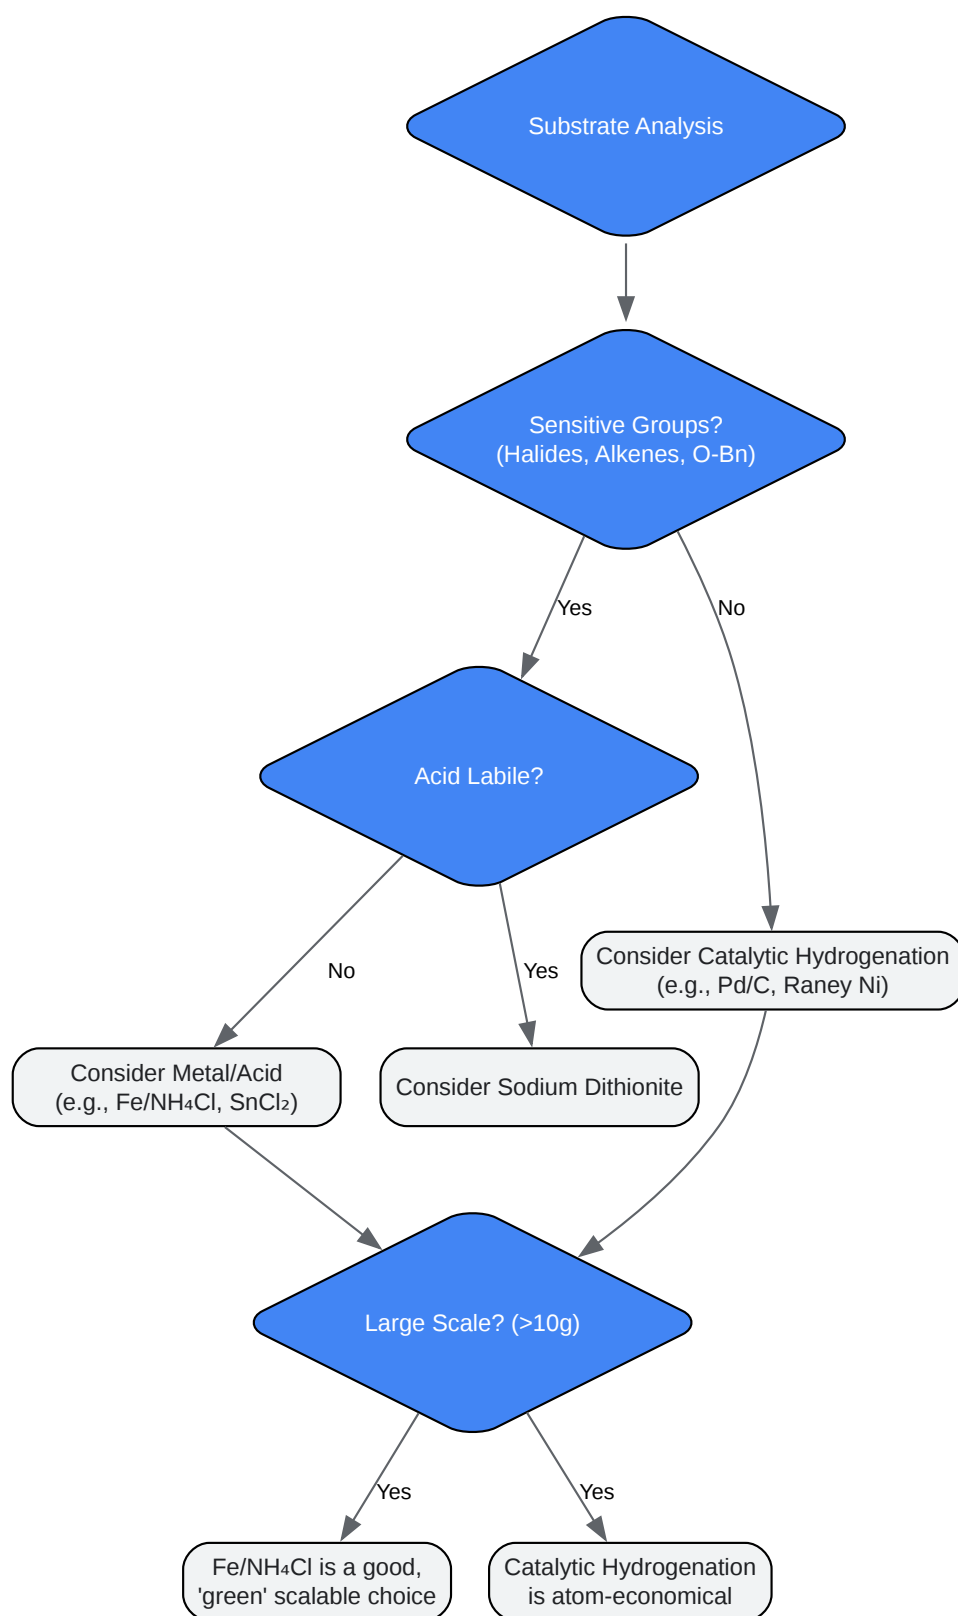 Substrate Analysis
Sensitive Groups?
(Halides, Alkenes, O-Bn)
Yes
No
Acid Labile?
No
Yes
Consider Catalytic Hydrogenation
(e.g., Pd/C, Raney Ni)
Consider Metal/Acid
(e.g., Fe/NH₄Cl, SnCl₂)
Consider Sodium Dithionite
Large Scale? (>10g)
Yes
Yes
Fe/NH₄Cl is a good,
'green' scalable choice
Catalytic Hydrogenation
is atom-economical